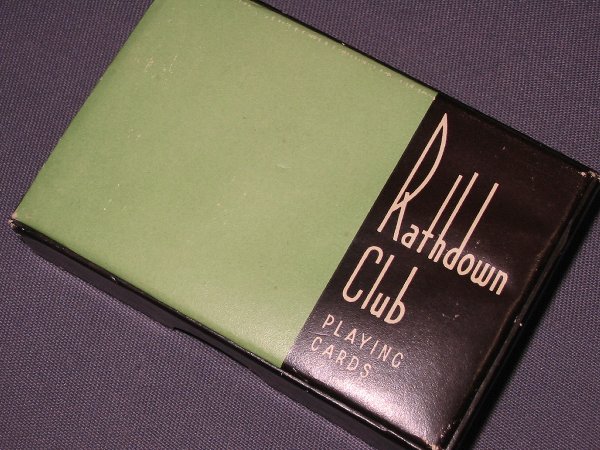 Rathdown
Club
PLAYING
CARDS